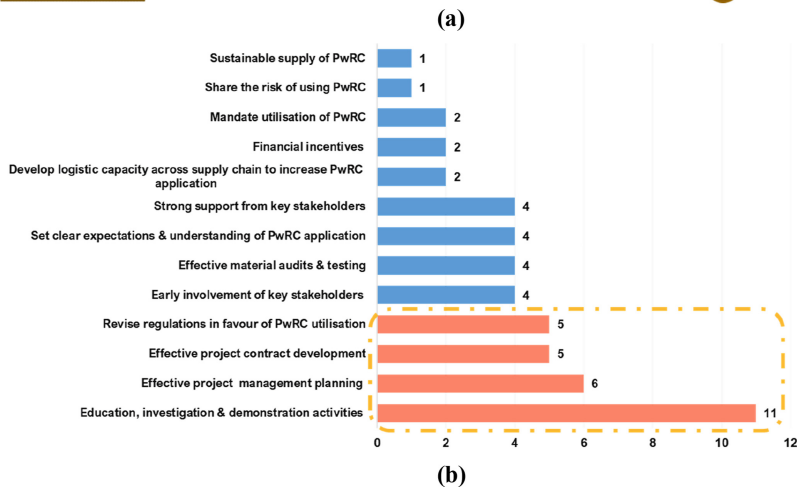 (a)
Sustainable supply of PwRC 1
Share the risk of using PwRC 1
Mandate utilisation of PwRC 2
Financial incentives 2
Develop logistic capacity across supply chain to increase PwRC
application 2
Strong support from key stakeholders 4
Set clear expectations & understanding of PwRC application 4
Effective material audits & testing 4
Early involvement of key stakeholders 4
Revise regulations in favour of PwRC utilisation 5
Effective project contract development 5
Effective project management planning 6
Education, investigation & demonstration activities 11
0 2 4 6 8 10 12
(b)